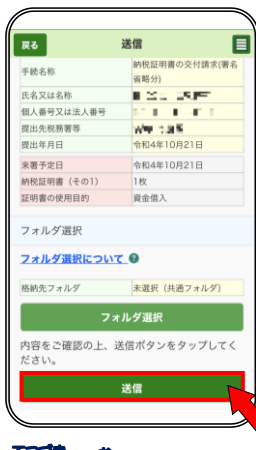 戻る
送信
手続名称
納税証明書の交付請求(署名
省略分)
氏名又は名称
個人番号又は法人番号
提出先税務署等
提出年月日
令和4年10月21日
来署予定日
令和4年10月21日
納税証明書（その1）
1枚
証明書の使用目的
資金借入
フォルダ選択
フォルダ選択について
格納先フォルダ
未選択（共通フォルダ）
フォルダ選択
内容をご確認の上、送信ボタンをタップしてく
ださい。
送信